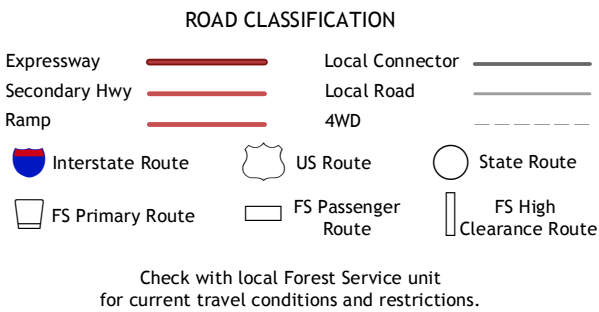 ROAD CLASSIFICATION
Expressway
Local Connector
Secondary Hwy
Local Road
Ramp
4WD
Interstate Route
US Route
State Route
FS Primary Route
FS Passenger
Route
FS High
Clearance Route
Check with local Forest Service unit
for current travel conditions and restrictions.